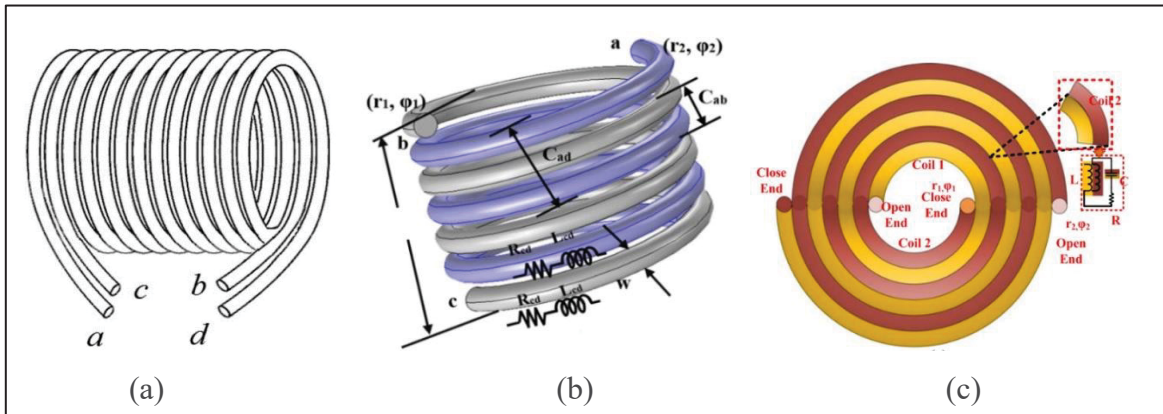 c
b
a
d
(a)
a
(r2, φ2)
(r1, φ1)
b
Cab
Cad
Rcd
Lcd
w
c
Rcd
Lcd
(b)
Coil 2
Coil 1
Close
End
r1,φ1
Close
End
Open
End
L
C
R
Coil 2
r2,φ2
Open
End
(c)